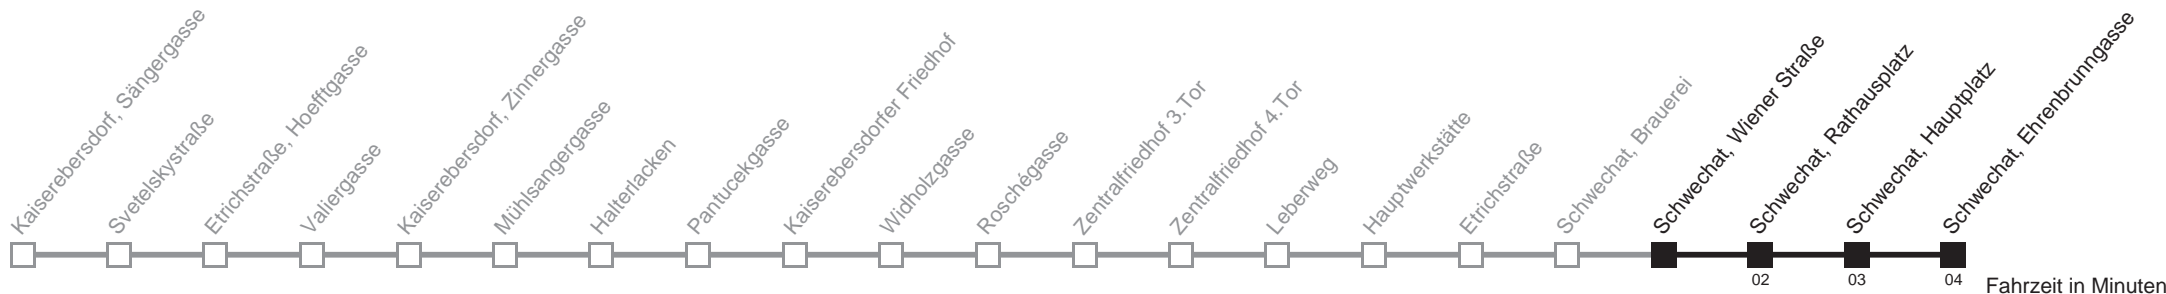 Kaiserebersdorf, Sängergasse
Svetelskystraße
Etrichstraße, Hoefftgasse
Valiergasse
Kaiserebersdorf, Zinnergasse
Mühlsangergasse
Halterlacken
Pantucekgasse
Kaiserebersdorfer Friedhof
Widholzgasse
Roschégasse
Zentralfriedhof 3.Tor
Zentralfriedhof 4.Tor
Leberweg
Hauptwerkstätte
Etrichstraße
Schwechat, Brauerei
Schwechat, Wiener Straße
Schwechat, Rathausplatz
Schwechat, Hauptplatz
Schwechat, Ehrenbrunngasse
02
03
04
Fahrzeit in Minuten